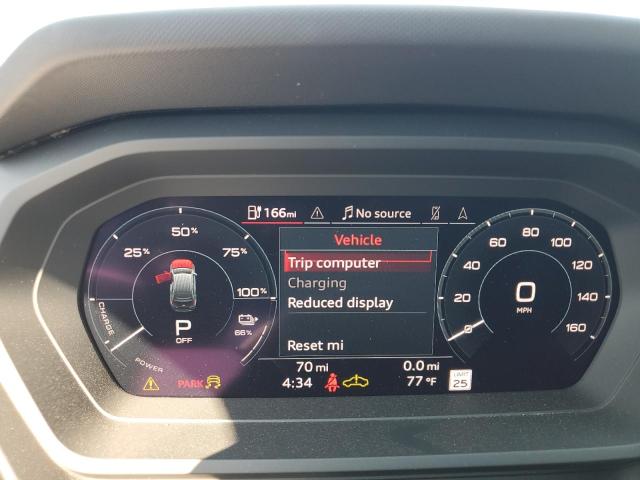 166mi No source
Vehicle
Trip computer
Charging
Reduced display
Reset mi
70 mi 0.0 mi
4:34 77 °F
25% 50% 75% 100%
66%
P
OFF
CHARGE
POWER
PARK
0 20 40 60 80 100 120 140 160
0
MPH
LIMIT
25